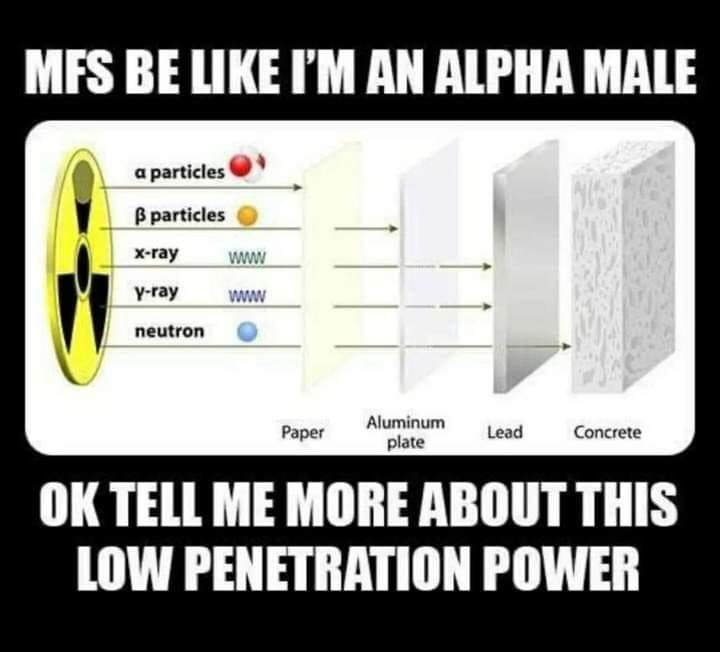 MFS BE LIKE I'M AN ALPHA MALE
α particles
β particles
x-ray
γ-ray
neutron
Paper
Aluminum
plate
Lead
Concrete
OK TELL ME MORE ABOUT THIS
LOW PENETRATION POWER